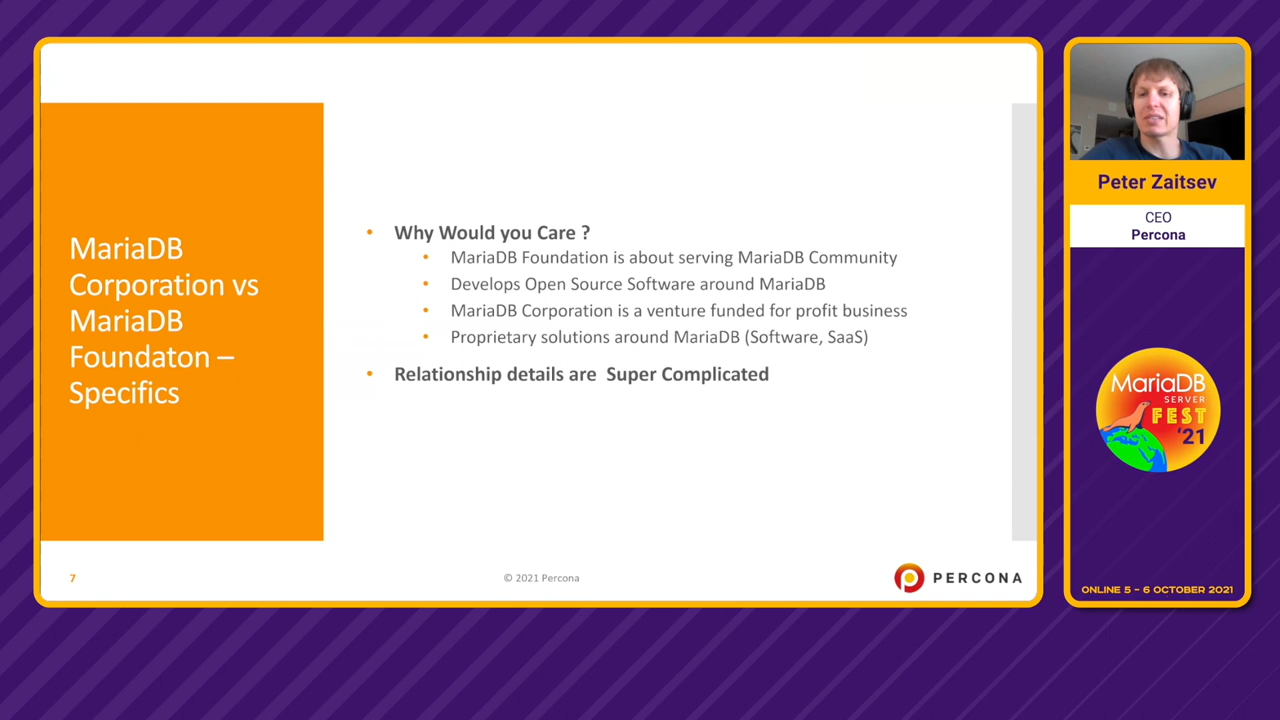 MariaDB
Corporation vs
MariaDB
Foundaton –
Specifics
• Why Would you Care ?
• MariaDB Foundation is about serving MariaDB Community
• Develops Open Source Software around MariaDB
• MariaDB Corporation is a venture funded for profit business
• Proprietary solutions around MariaDB (Software, SaaS)
• Relationship details are Super Complicated
7
© 2021 Percona
PERCONA
Peter Zaitsev
CEO
Percona
MariaDB
SERVER
FEST
'21
ONLINE 5 – 6 OCTOBER 2021